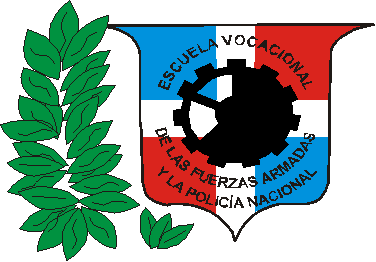 ESCUELA VOCACIONAL
DE LAS FUERZAS ARMADAS
Y LA POLICÍA NACIONAL